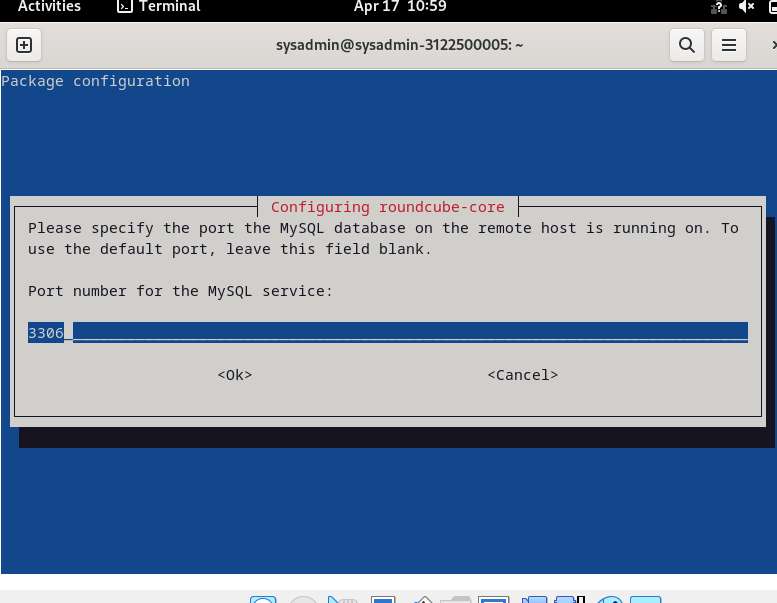 Activities Terminal Apr 17 10:59
sysadmin@sysadmin-3122500005: ~
Package configuration
Configuring roundcube-core
Please specify the port the MySQL database on the remote host is running on. To
use the default port, leave this field blank.
Port number for the MySQL service:
3306
<Ok> <Cancel>